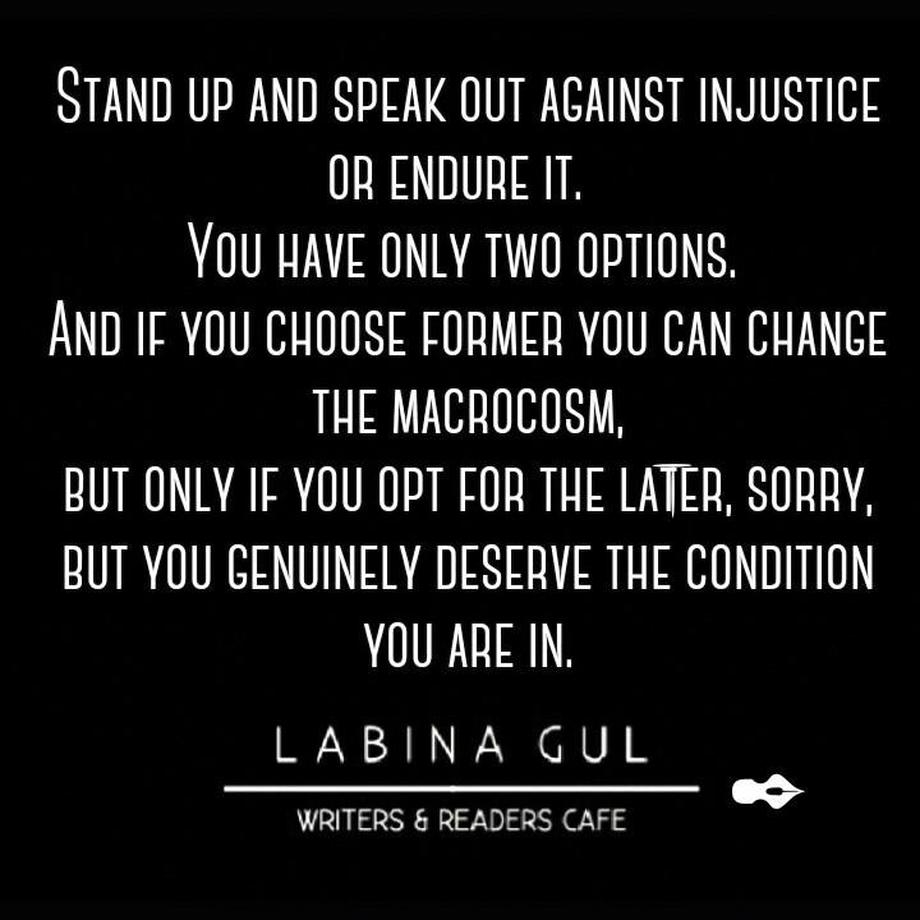 Stand up and speak out against injustice
or endure it.
You have only two options.
And if you choose former you can change
the macrocosm,
but only if you opt for the latter, sorry,
but you genuinely deserve the condition
you are in.
LABINA GUL
WRITERS & READERS CAFE